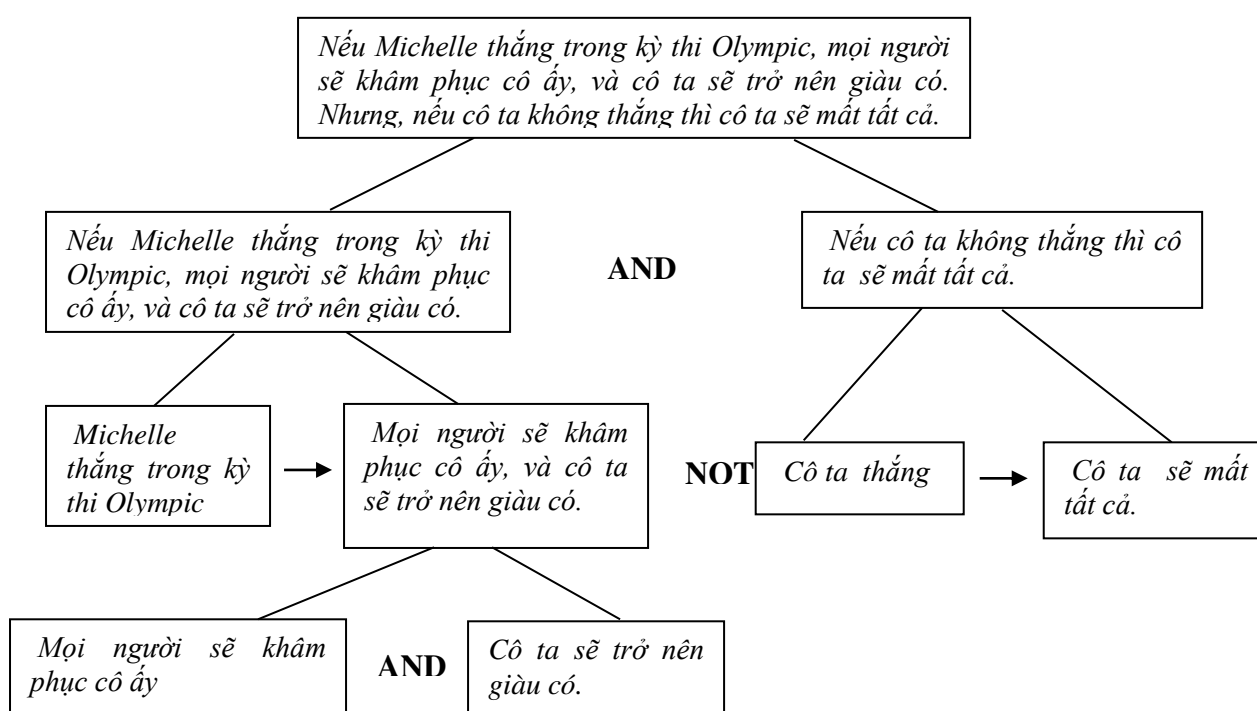 Nếu Michelle thắng trong kỳ thi Olympic, mọi người
sẽ khâm phục cô ấy, và cô ta sẽ trở nên giàu có.
Nhưng, nếu cô ta không thắng thì cô ta sẽ mất tất cả.
Nếu Michelle thắng trong kỳ thi
Olympic, mọi người sẽ khâm phục
cô ấy, và cô ta sẽ trở nên giàu có.
AND
Nếu cô ta không thắng thì cô
ta sẽ mất tất cả.
Michelle
thắng trong kỳ
thi Olympic
Mọi người sẽ khâm
phục cô ấy, và cô ta
sẽ trở nên giàu có.
NOT
Cô ta thắng
Cô ta sẽ mất
tất cả.
Mọi người sẽ khâm
phục cô ấy
AND
Cô ta sẽ trở nên
giàu có.